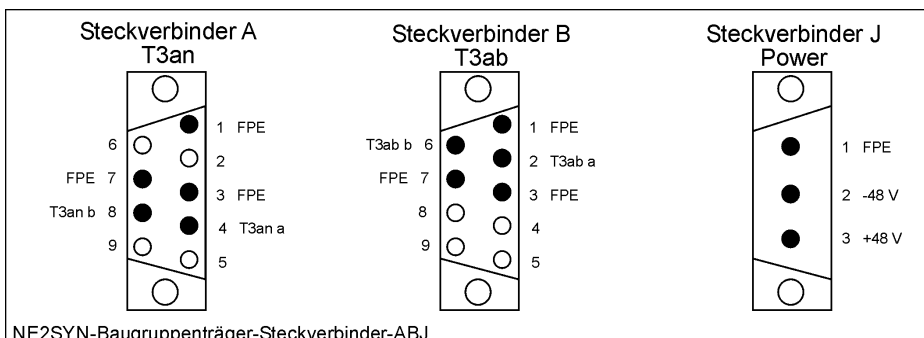 Steckverbinder A
T3an
1 FPE
6
2
FPE 7
3 FPE
T3an b 8
4 T3an a
9
5
Steckverbinder B
T3ab
1 FPE
T3ab b 6
2 T3ab a
FPE 7
3 FPE
8
4
9
5
Steckverbinder J
Power
1 FPE
2 -48 V
3 +48 V
NE2SYN-Baugruppenträger-Steckverbinder-ABJ